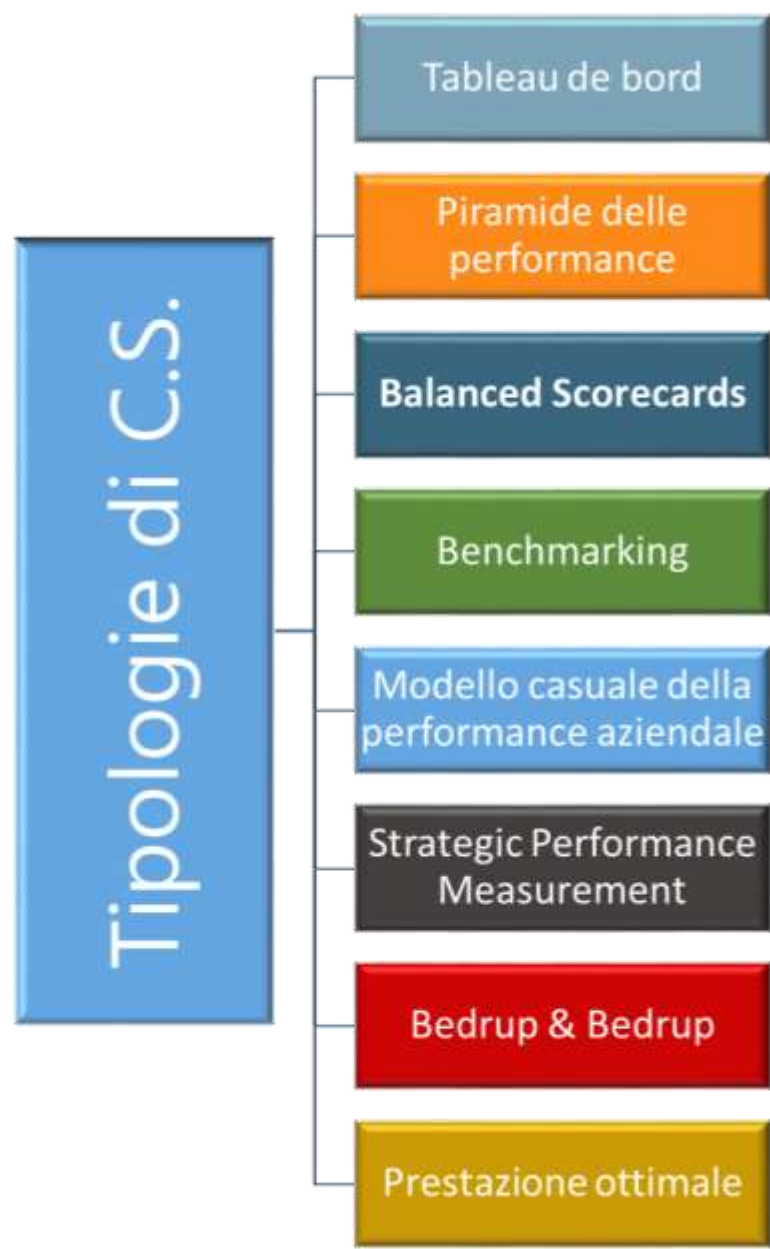 Tipologie di C.S.
Tableau de bord
Piramide delle
performance
Balanced Scorecards
Benchmarking
Modello casuale della
performance aziendale
Strategic Performance
Measurement
Bedrup & Bedrup
Prestazione ottimale